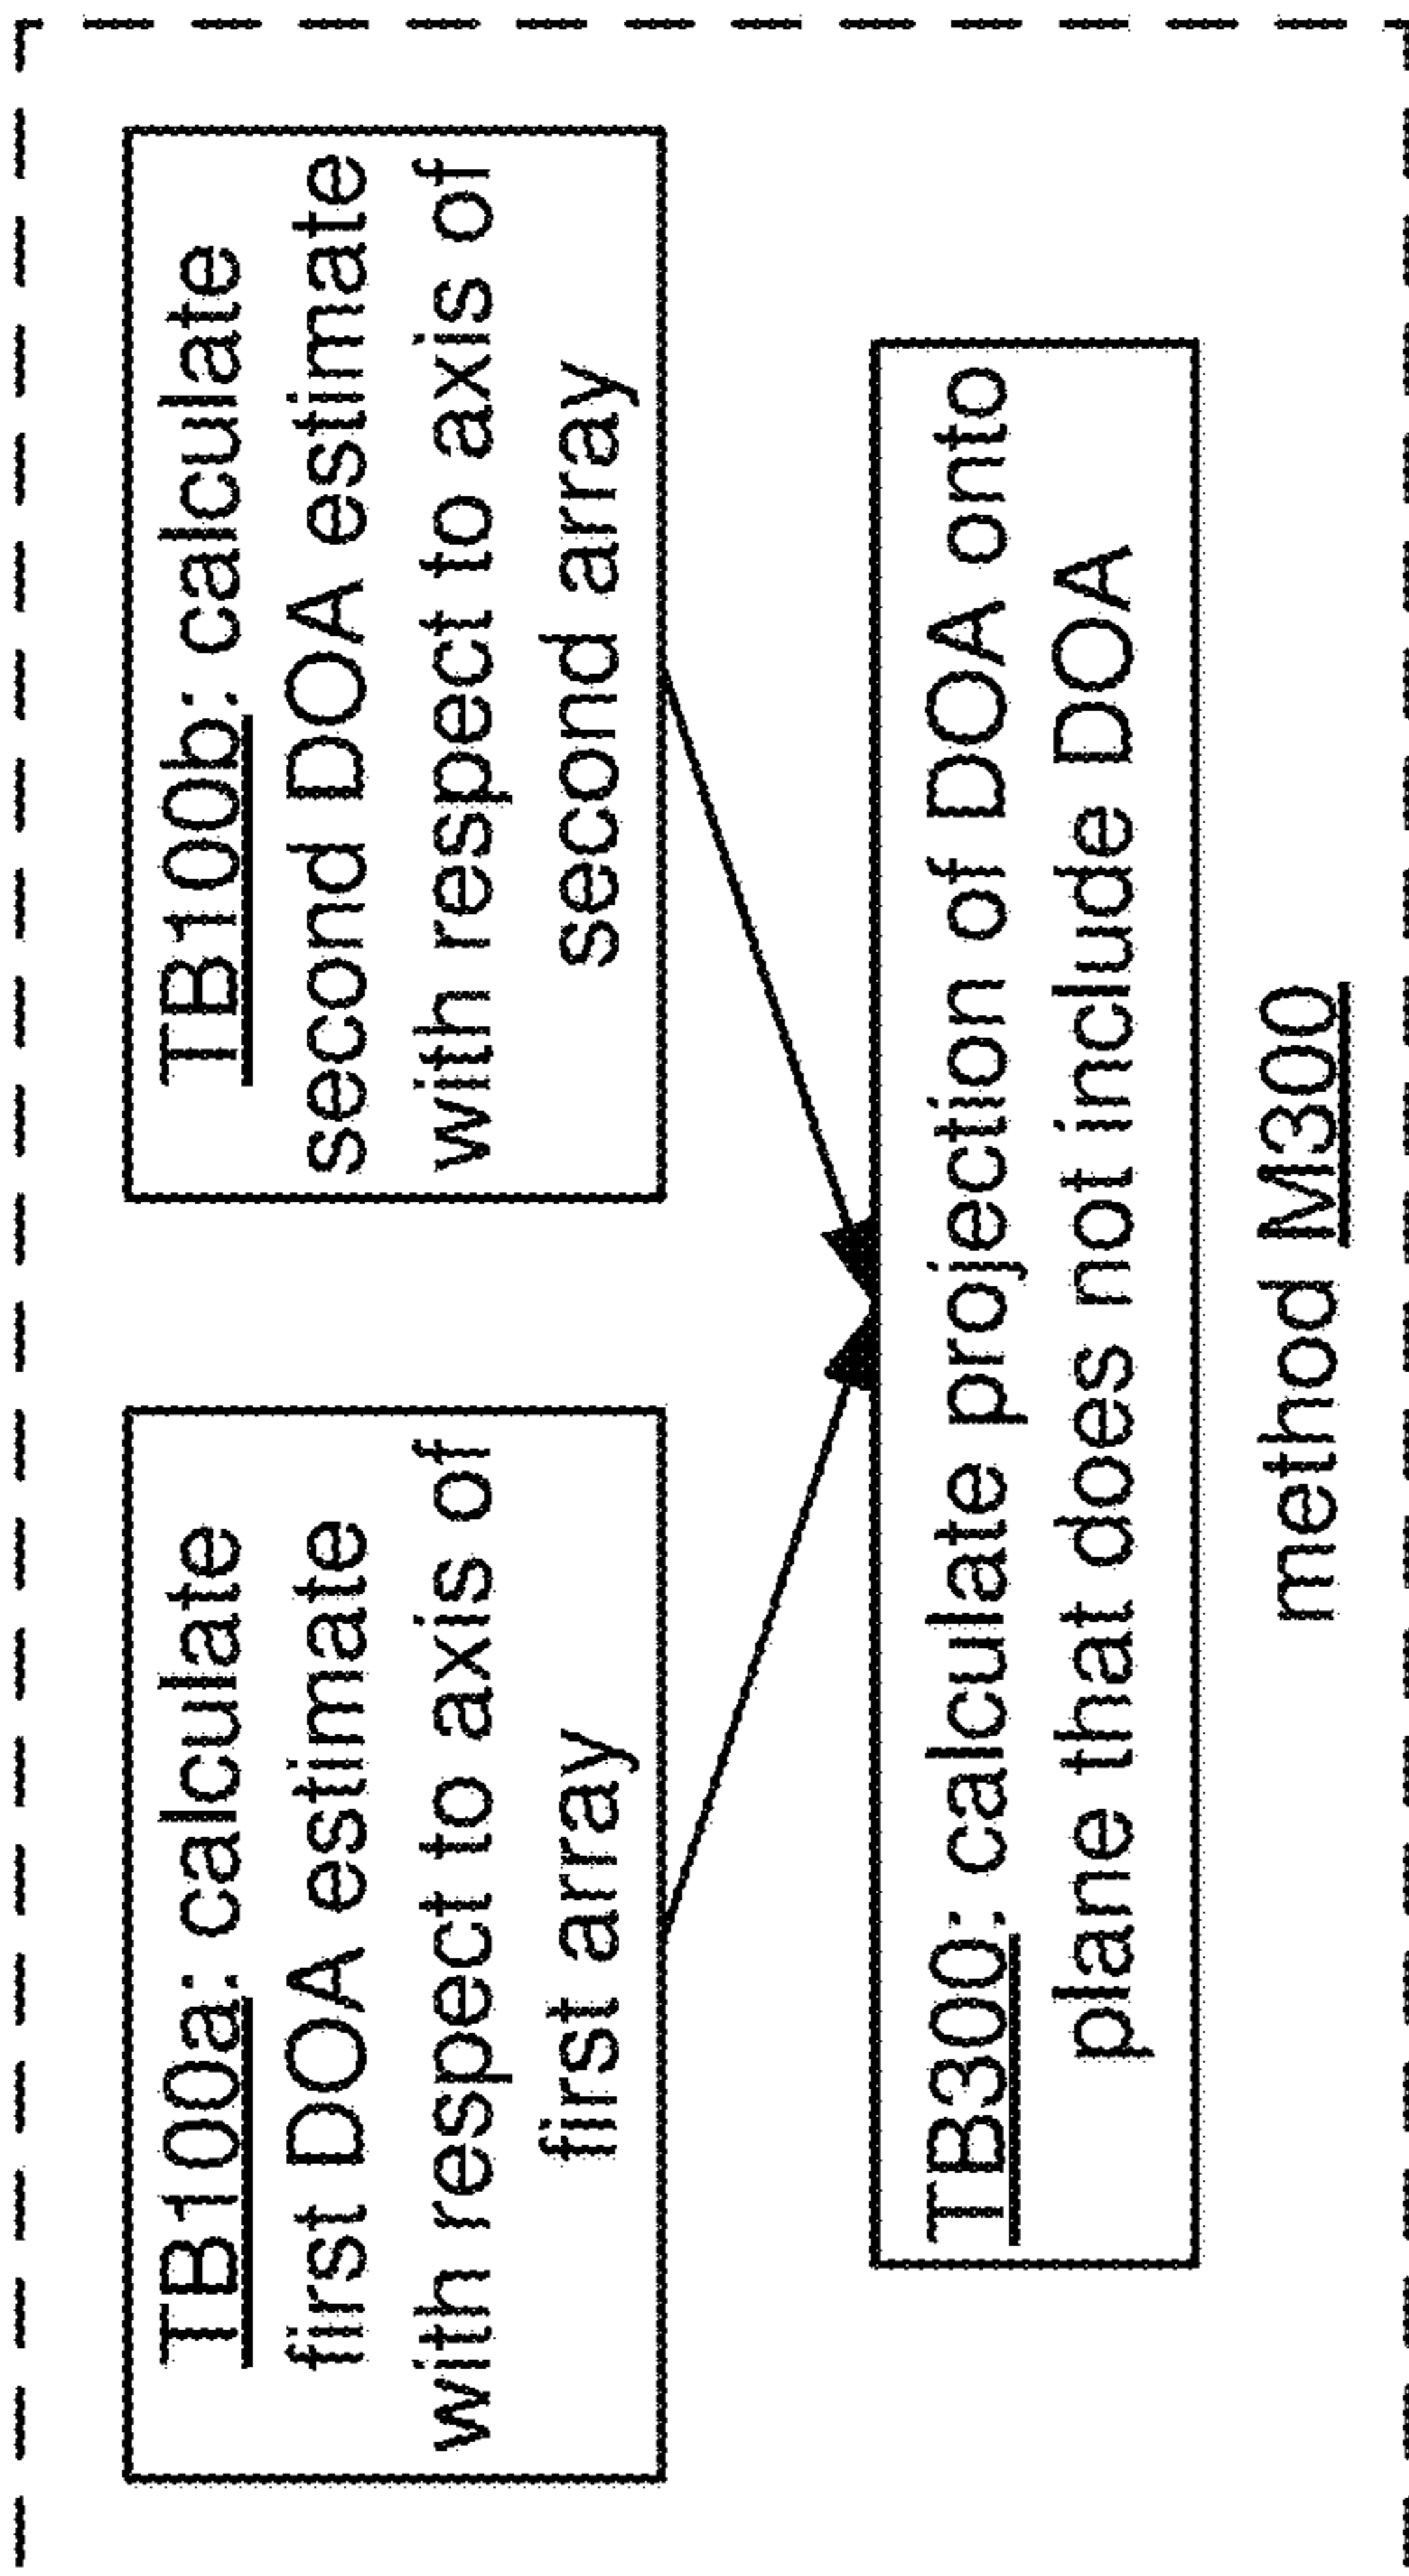 TB100a: calculate
first DOA estimate
with respect to axis of
first array
TB100b: calculate
second DOA estimate
with respect to axis of
second array
TB300: calculate projection of DOA onto
plane that does not include DOA
method M300